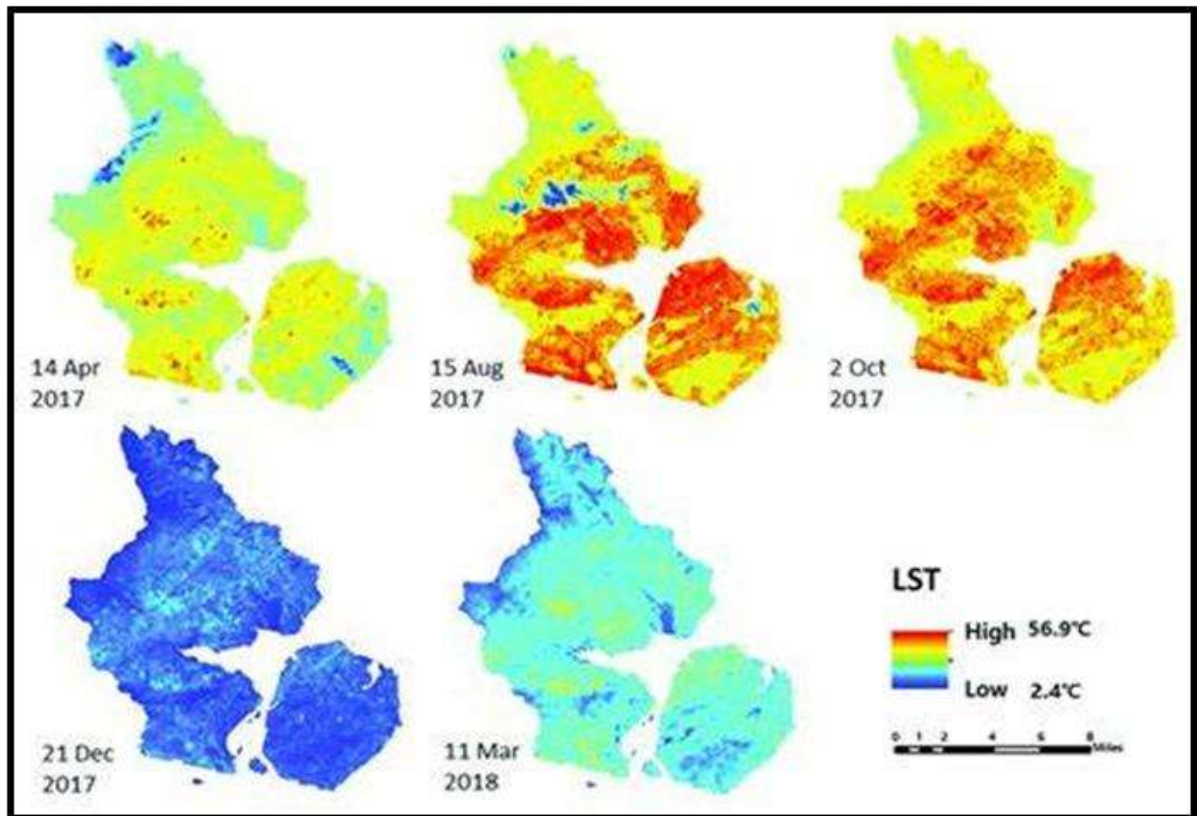 14 Apr
2017
15 Aug
2017
2 Oct
2017
21 Dec
2017
11 Mar
2018
LST
High 56.9℃
Low 2.4℃
0 1 2 4 6 8
Miles